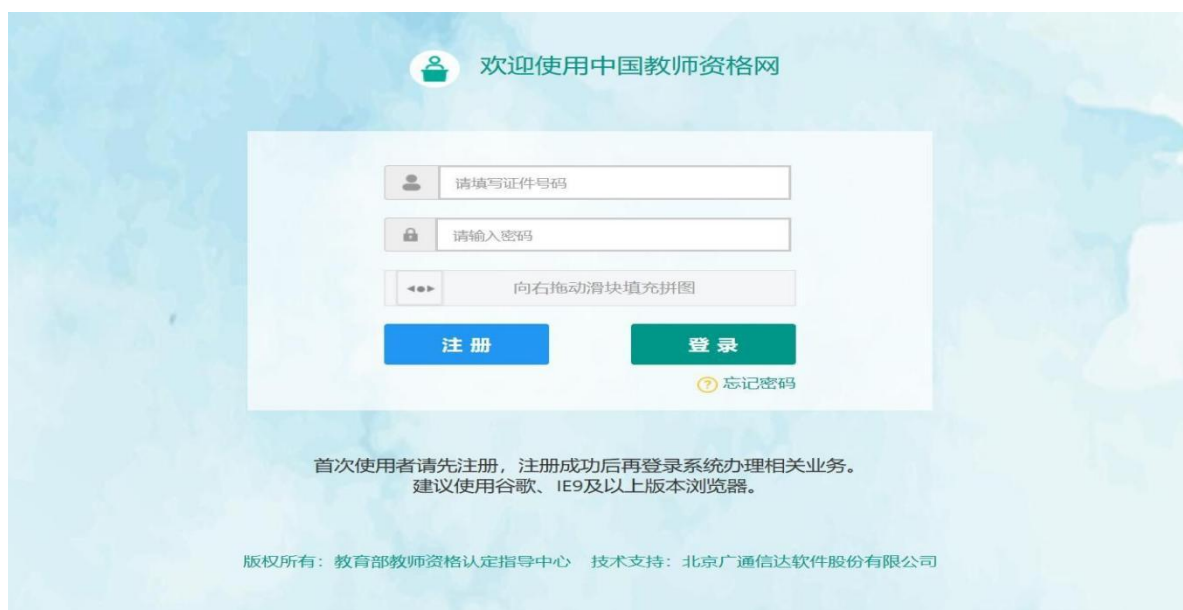 欢迎使用中国教师资格网
请填写证件号码
请输入密码
向右拖动滑块填充拼图
注册 登录
忘记密码
首次使用者请先注册，注册成功后再登录系统办理相关业务。
建议使用谷歌、IE9及以上版本浏览器。
版权所有：教育部教师资格认定指导中心 技术支持：北京广通信达软件股份有限公司